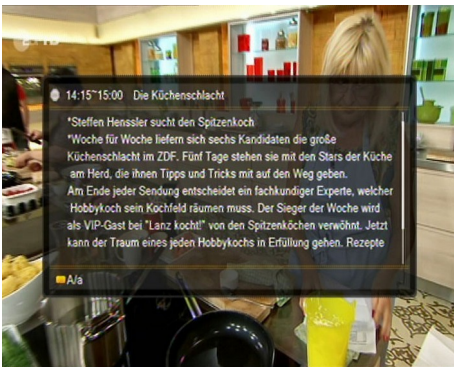 ZDF
14:15~15:00 Die Küchenschlacht
*Steffen Henssler sucht den Spitzenkoch
*Woche für Woche liefern sich sechs Kandidaten die große
Küchenschlacht im ZDF. Fünf Tage stehen sie mit den Stars der Küche
am Herd, die ihnen Tipps und Tricks mit auf den Weg geben.
Am Ende jeder Sendung entscheidet ein fachkundiger Experte, welcher
Hobbykoch sein Kochfeld räumen muss. Der Sieger der Woche wird
als VIP-Gast bei "Lanz kocht!" von den Spitzenköchen verwöhnt. Jetzt
kann der Traum eines jeden Hobbykochs in Erfüllung gehen. Rezepte
A/a